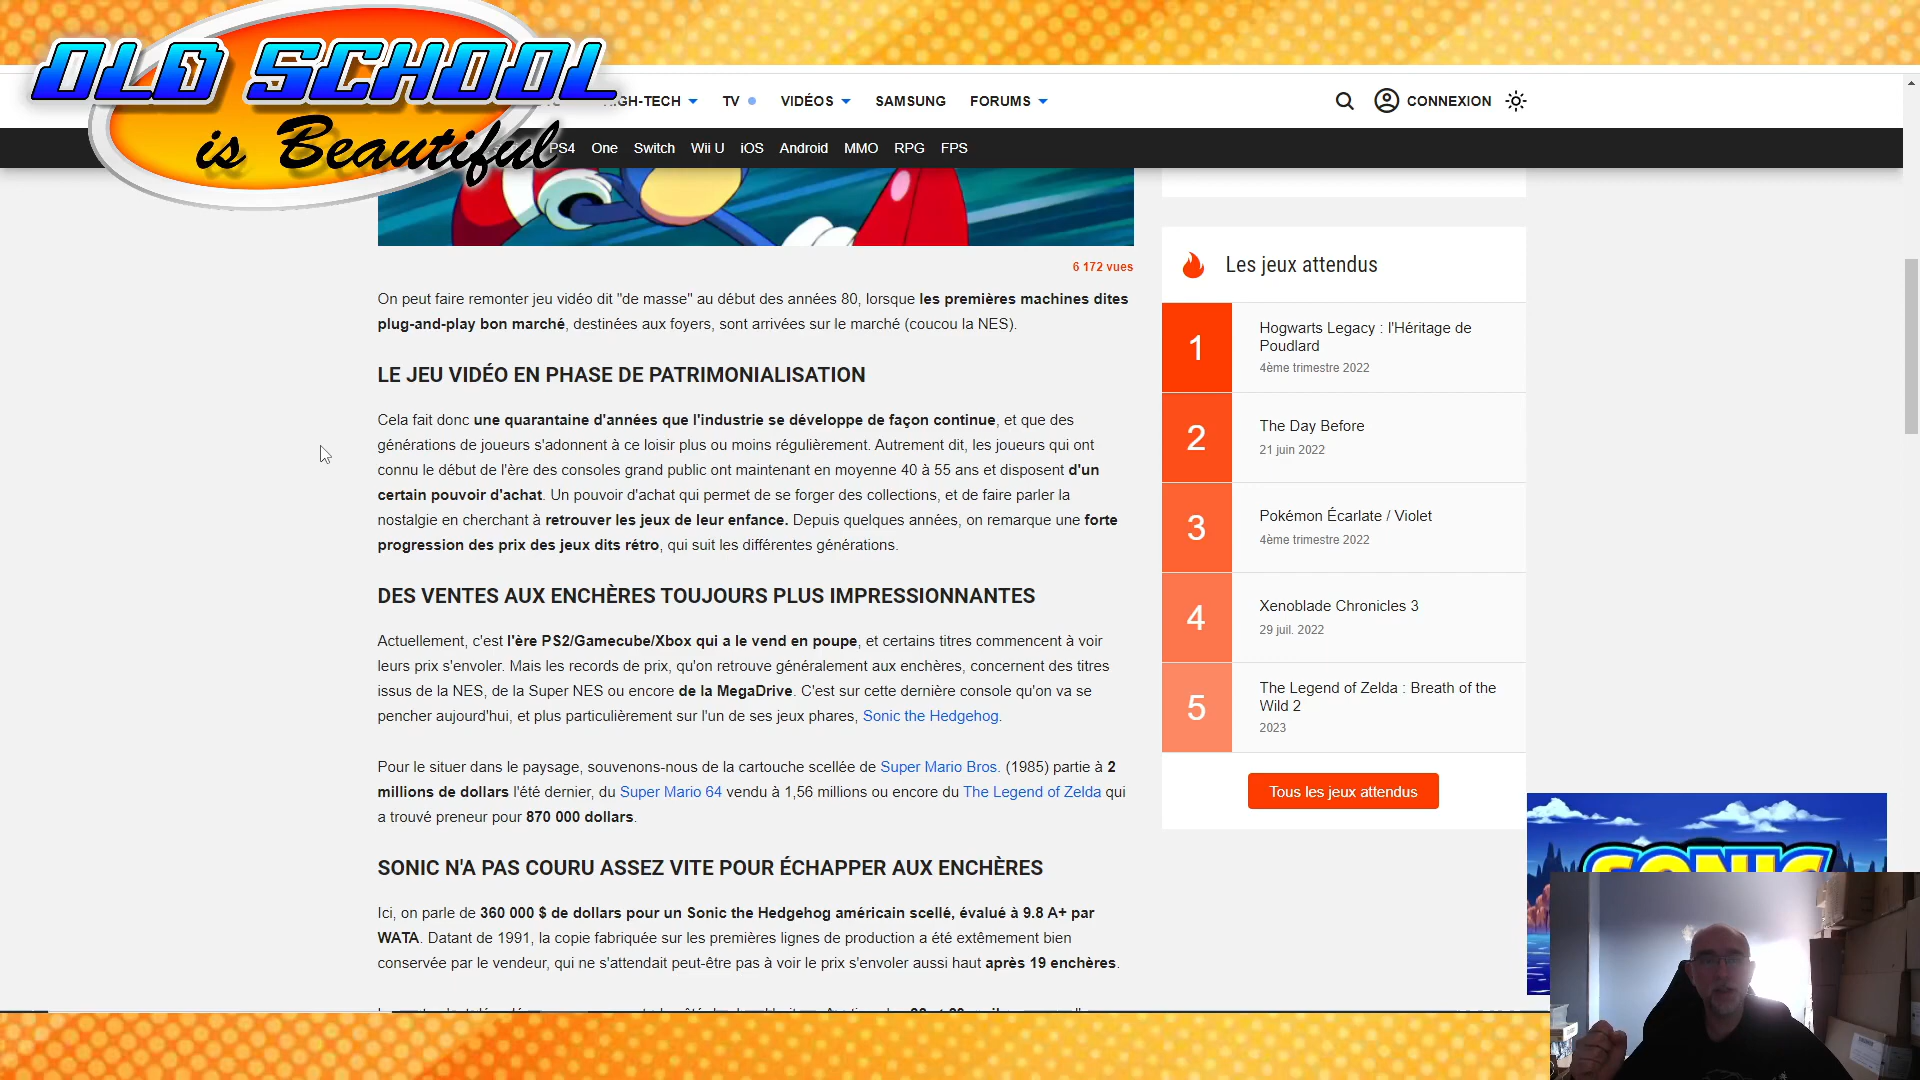 OLD SCHOOL
is Beautiful
HIGH-TECH
TV
VIDÉOS
SAMSUNG
FORUMS
CONNEXION
PS4
One
Switch
Wii U
iOS
Android
MMO
RPG
FPS
6 172 vues
On peut faire remonter jeu vidéo dit "de masse" au début des années 80, lorsque les premières machines dites
plug-and-play bon marché, destinées aux foyers, sont arrivées sur le marché (coucou la NES).
LE JEU VIDÉO EN PHASE DE PATRIMONIALISATION
Cela fait donc une quarantaine d'années que l'industrie se développe de façon continue, et que des
générations de joueurs s'adonnent à ce loisir plus ou moins régulièrement. Autrement dit, les joueurs qui ont
connu le début de l'ère des consoles grand public ont maintenant en moyenne 40 à 55 ans et disposent d'un
certain pouvoir d'achat. Un pouvoir d'achat qui permet de se forger des collections, et de faire parler la
nostalgie en cherchant à retrouver les jeux de leur enfance. Depuis quelques années, on remarque une forte
progression des prix des jeux dits rétro, qui suit les différentes générations.
DES VENTES AUX ENCHÈRES TOUJOURS PLUS IMPRESSIONNANTES
Actuellement, c'est l'ère PS2/Gamecube/Xbox qui a le vend en poupe, et certains titres commencent à voir
leurs prix s'envoler. Mais les records de prix, qu'on retrouve généralement aux enchères, concernent des titres
issus de la NES, de la Super NES ou encore de la MegaDrive. C'est sur cette dernière console qu'on va se
pencher aujourd'hui, et plus particulièrement sur l'un de ses jeux phares, Sonic the Hedgehog.
Pour le situer dans le paysage, souvenons-nous de la cartouche scellée de Super Mario Bros. (1985) partie à 2
millions de dollars l'été dernier, du Super Mario 64 vendu à 1,56 millions ou encore du The Legend of Zelda qui
a trouvé preneur pour 870 000 dollars.
SONIC N'A PAS COURU ASSEZ VITE POUR ÉCHAPPER AUX ENCHÈRES
Ici, on parle de 360 000 $ de dollars pour un Sonic the Hedgehog américain scellé, évalué à 9.8 A+ par
WATA. Datant de 1991, la copie fabriquée sur les premières lignes de production a été extêmement bien
conservée par le vendeur, qui ne s'attendait peut-être pas à voir le prix s'envoler aussi haut après 19 enchères.
Les jeux attendus
1
Hogwarts Legacy : l'Héritage de
Poudlard
4ème trimestre 2022
2
The Day Before
21 juin 2022
3
Pokémon Écarlate / Violet
4ème trimestre 2022
4
Xenoblade Chronicles 3
29 juil. 2022
5
The Legend of Zelda : Breath of the
Wild 2
2023
Tous les jeux attendus
SONIC